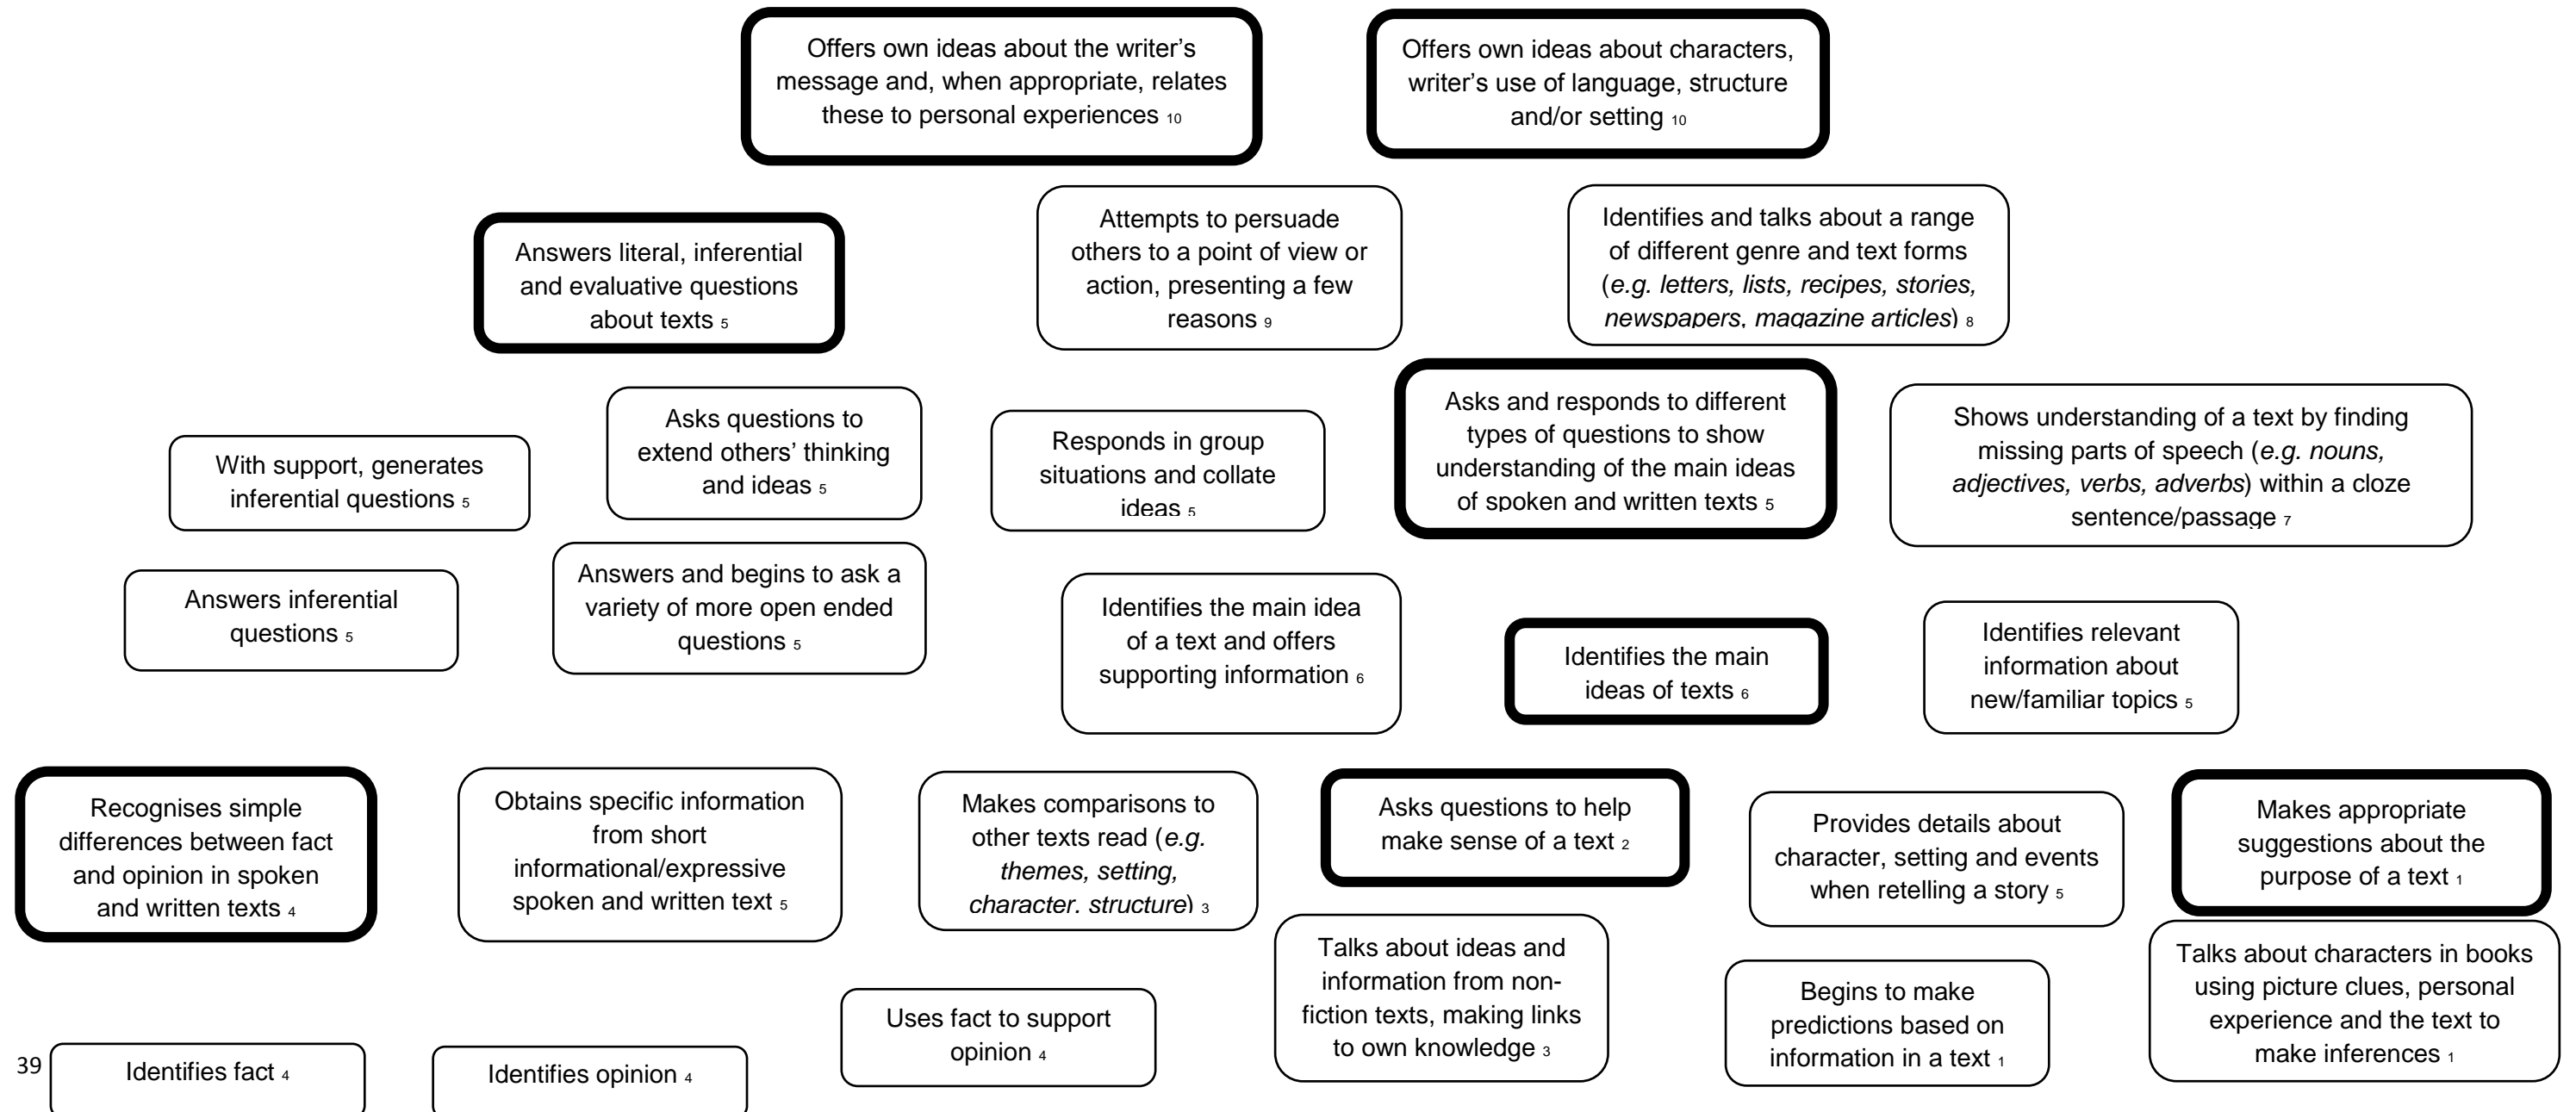 Offers own ideas about the writer’s
message and, when appropriate, relates
these to personal experiences 10
Offers own ideas about characters,
writer’s use of language, structure
and/or setting 10
Answers literal, inferential
and evaluative questions
about texts 5
Attempts to persuade
others to a point of view or
action, presenting a few
reasons 9
Identifies and talks about a range
of different genre and text forms
(e.g. letters, lists, recipes, stories,
newspapers, magazine articles) 8
With support, generates
inferential questions 5
Asks questions to
extend others’ thinking
and ideas 5
Responds in group
situations and collate
ideas 5
Asks and responds to different
types of questions to show
understanding of the main ideas
of spoken and written texts 5
Shows understanding of a text by finding
missing parts of speech (e.g. nouns,
adjectives, verbs, adverbs) within a cloze
sentence/passage 7
Answers inferential
questions 5
Answers and begins to ask a
variety of more open ended
questions 5
Identifies the main idea
of a text and offers
supporting information 6
Identifies the main
ideas of texts 6
Identifies relevant
information about
new/familiar topics 5
Recognises simple
differences between fact
and opinion in spoken
and written texts 4
Obtains specific information
from short
informational/expressive
spoken and written text 5
Makes comparisons to
other texts read (e.g.
themes, setting,
character, structure) 3
Asks questions to help
make sense of a text 2
Provides details about
character, setting and events
when retelling a story 5
Makes appropriate
suggestions about the
purpose of a text 1
Talks about ideas and
information from non-
fiction texts, making links
to own knowledge 3
Talks about characters in books
using picture clues, personal
experience and the text to
make inferences 1
Begins to make
predictions based on
information in a text 1
Uses fact to support
opinion 4
39
Identifies fact 4
Identifies opinion 4